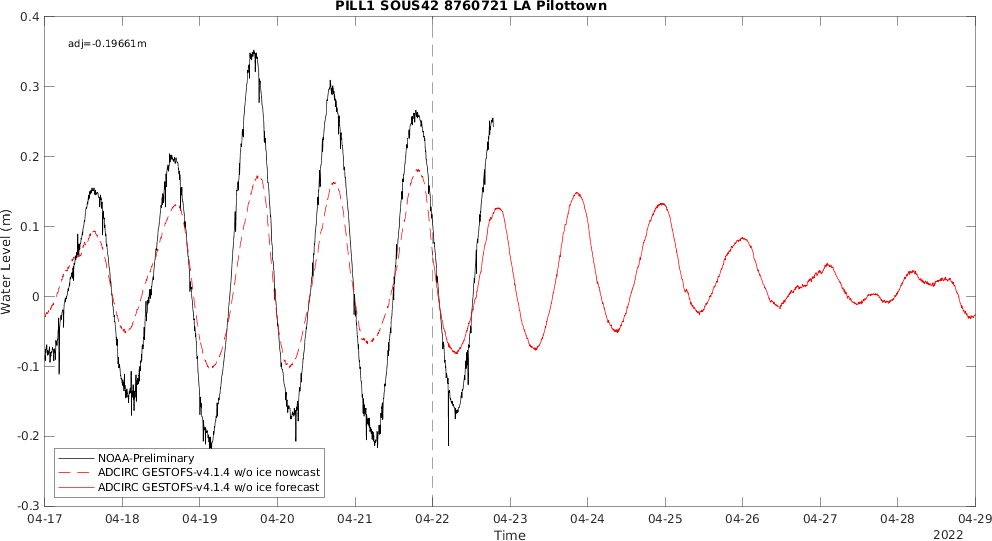 PILL1 SOUS42 8760721 LA Pilottown
adj=-0.19661m
Water Level (m)
0.4
0.3
0.2
0.1
0
-0.1
-0.2
-0.3
NOAA-Preliminary
ADCIRC GESTOFS-v4.1.4 w/o ice nowcast
ADCIRC GESTOFS-v4.1.4 w/o ice forecast
04-17 04-18 04-19 04-20 04-21 04-22 04-23 04-24 04-25 04-26 04-27 04-28 04-29
Time
2022